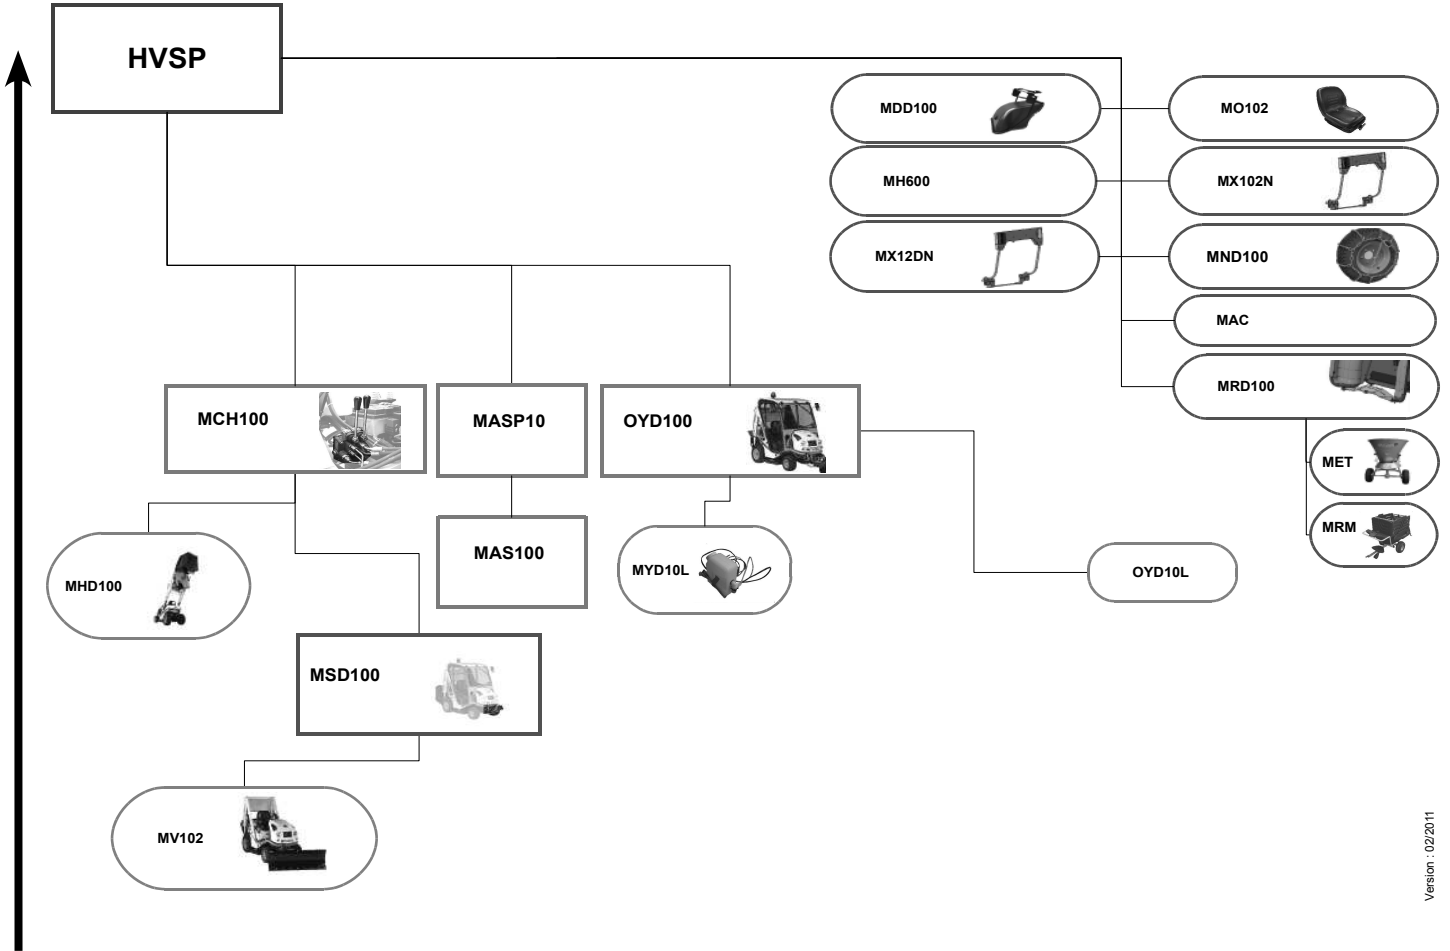 HVSP
MDD100
MO102
MH600
MX102N
MX12DN
MND100
MAC
MRD100
MCH100
MASP10
OYD100
MET
MRM
MAS100
MHD100
MYD10L
OYD10L
MSD100
MV102
Version : 02/2011